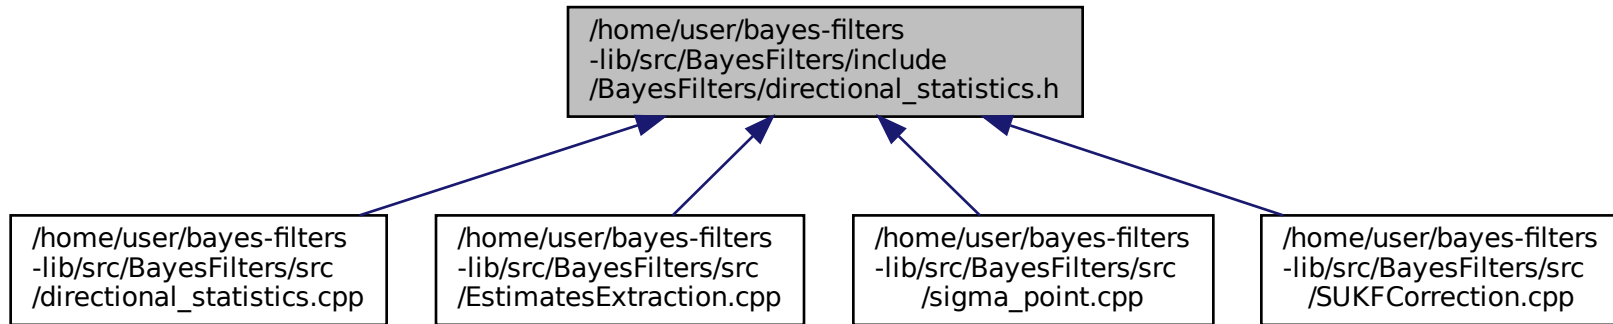 /home/user/bayes-filters
-lib/src/BayesFilters/include
/BayesFilters/directional_statistics.h
/home/user/bayes-filters
-lib/src/BayesFilters/src
/directional_statistics.cpp
/home/user/bayes-filters
-lib/src/BayesFilters/src
/EstimatesExtraction.cpp
/home/user/bayes-filters
-lib/src/BayesFilters/src
/sigma_point.cpp
/home/user/bayes-filters
-lib/src/BayesFilters/src
/SUKFCorrection.cpp